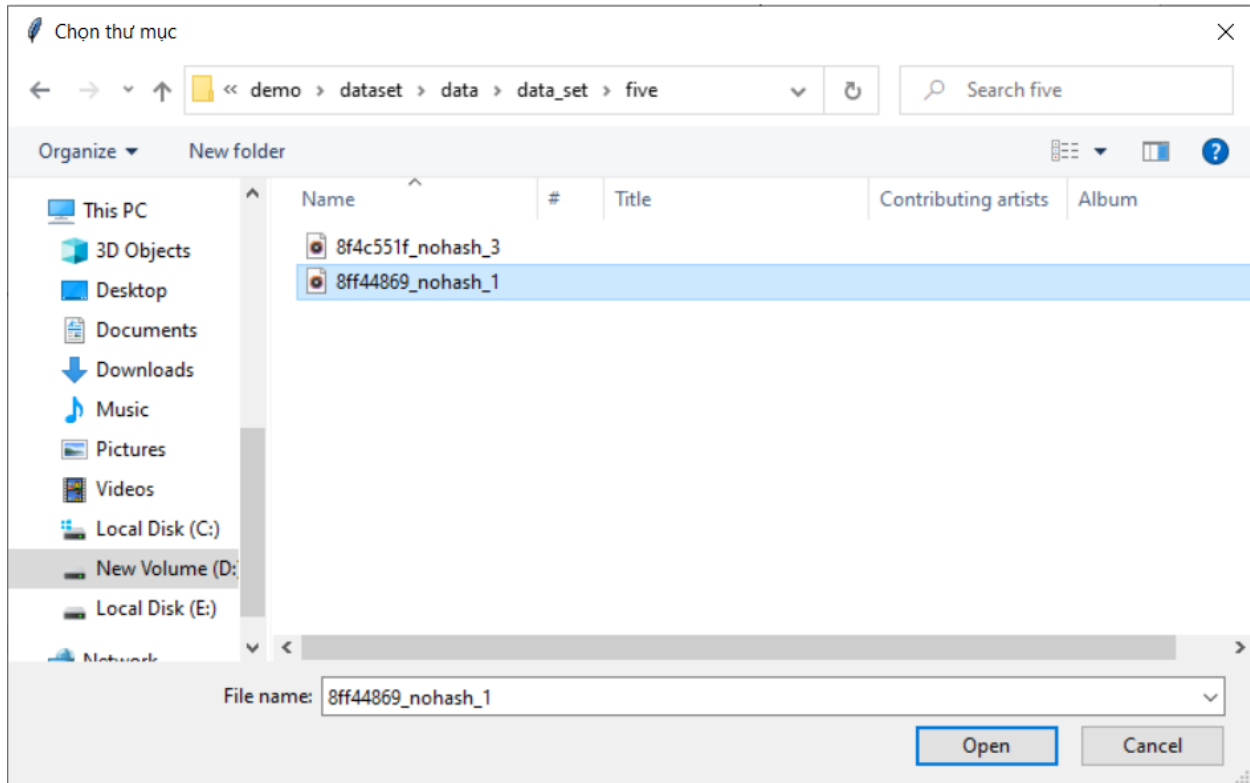 Chọn thư mục
« demo › dataset › data › data_set › five
Search five
Organize
New folder
Name
#
Title
Contributing artists
Album
This PC
3D Objects
Desktop
Documents
Downloads
Music
Pictures
Videos
Local Disk (C:)
New Volume (D:
Local Disk (E:)
Network
8f4c551f_nohash_3
8ff44869_nohash_1
File name: 8ff44869_nohash_1
Open
Cancel